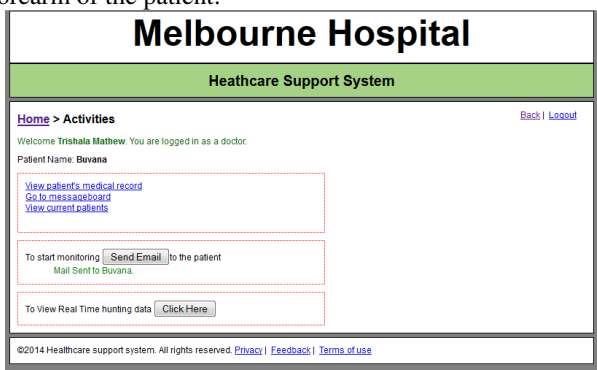 orearm of the patient.
Melbourne Hospital
Heathcare Support System
Home > Activities Back | Logout
Welcome Trishala Mathew. You are logged in as a doctor.
Patient Name: Buvana
View patient's medical record
Go to messageboard
View current patients
To start monitoring Send Email to the patient
Mail Sent to Buvana.
To View Real Time hunting data Click Here
©2014 Healthcare support system. All rights reserved. Privacy | Feedback | Terms of use